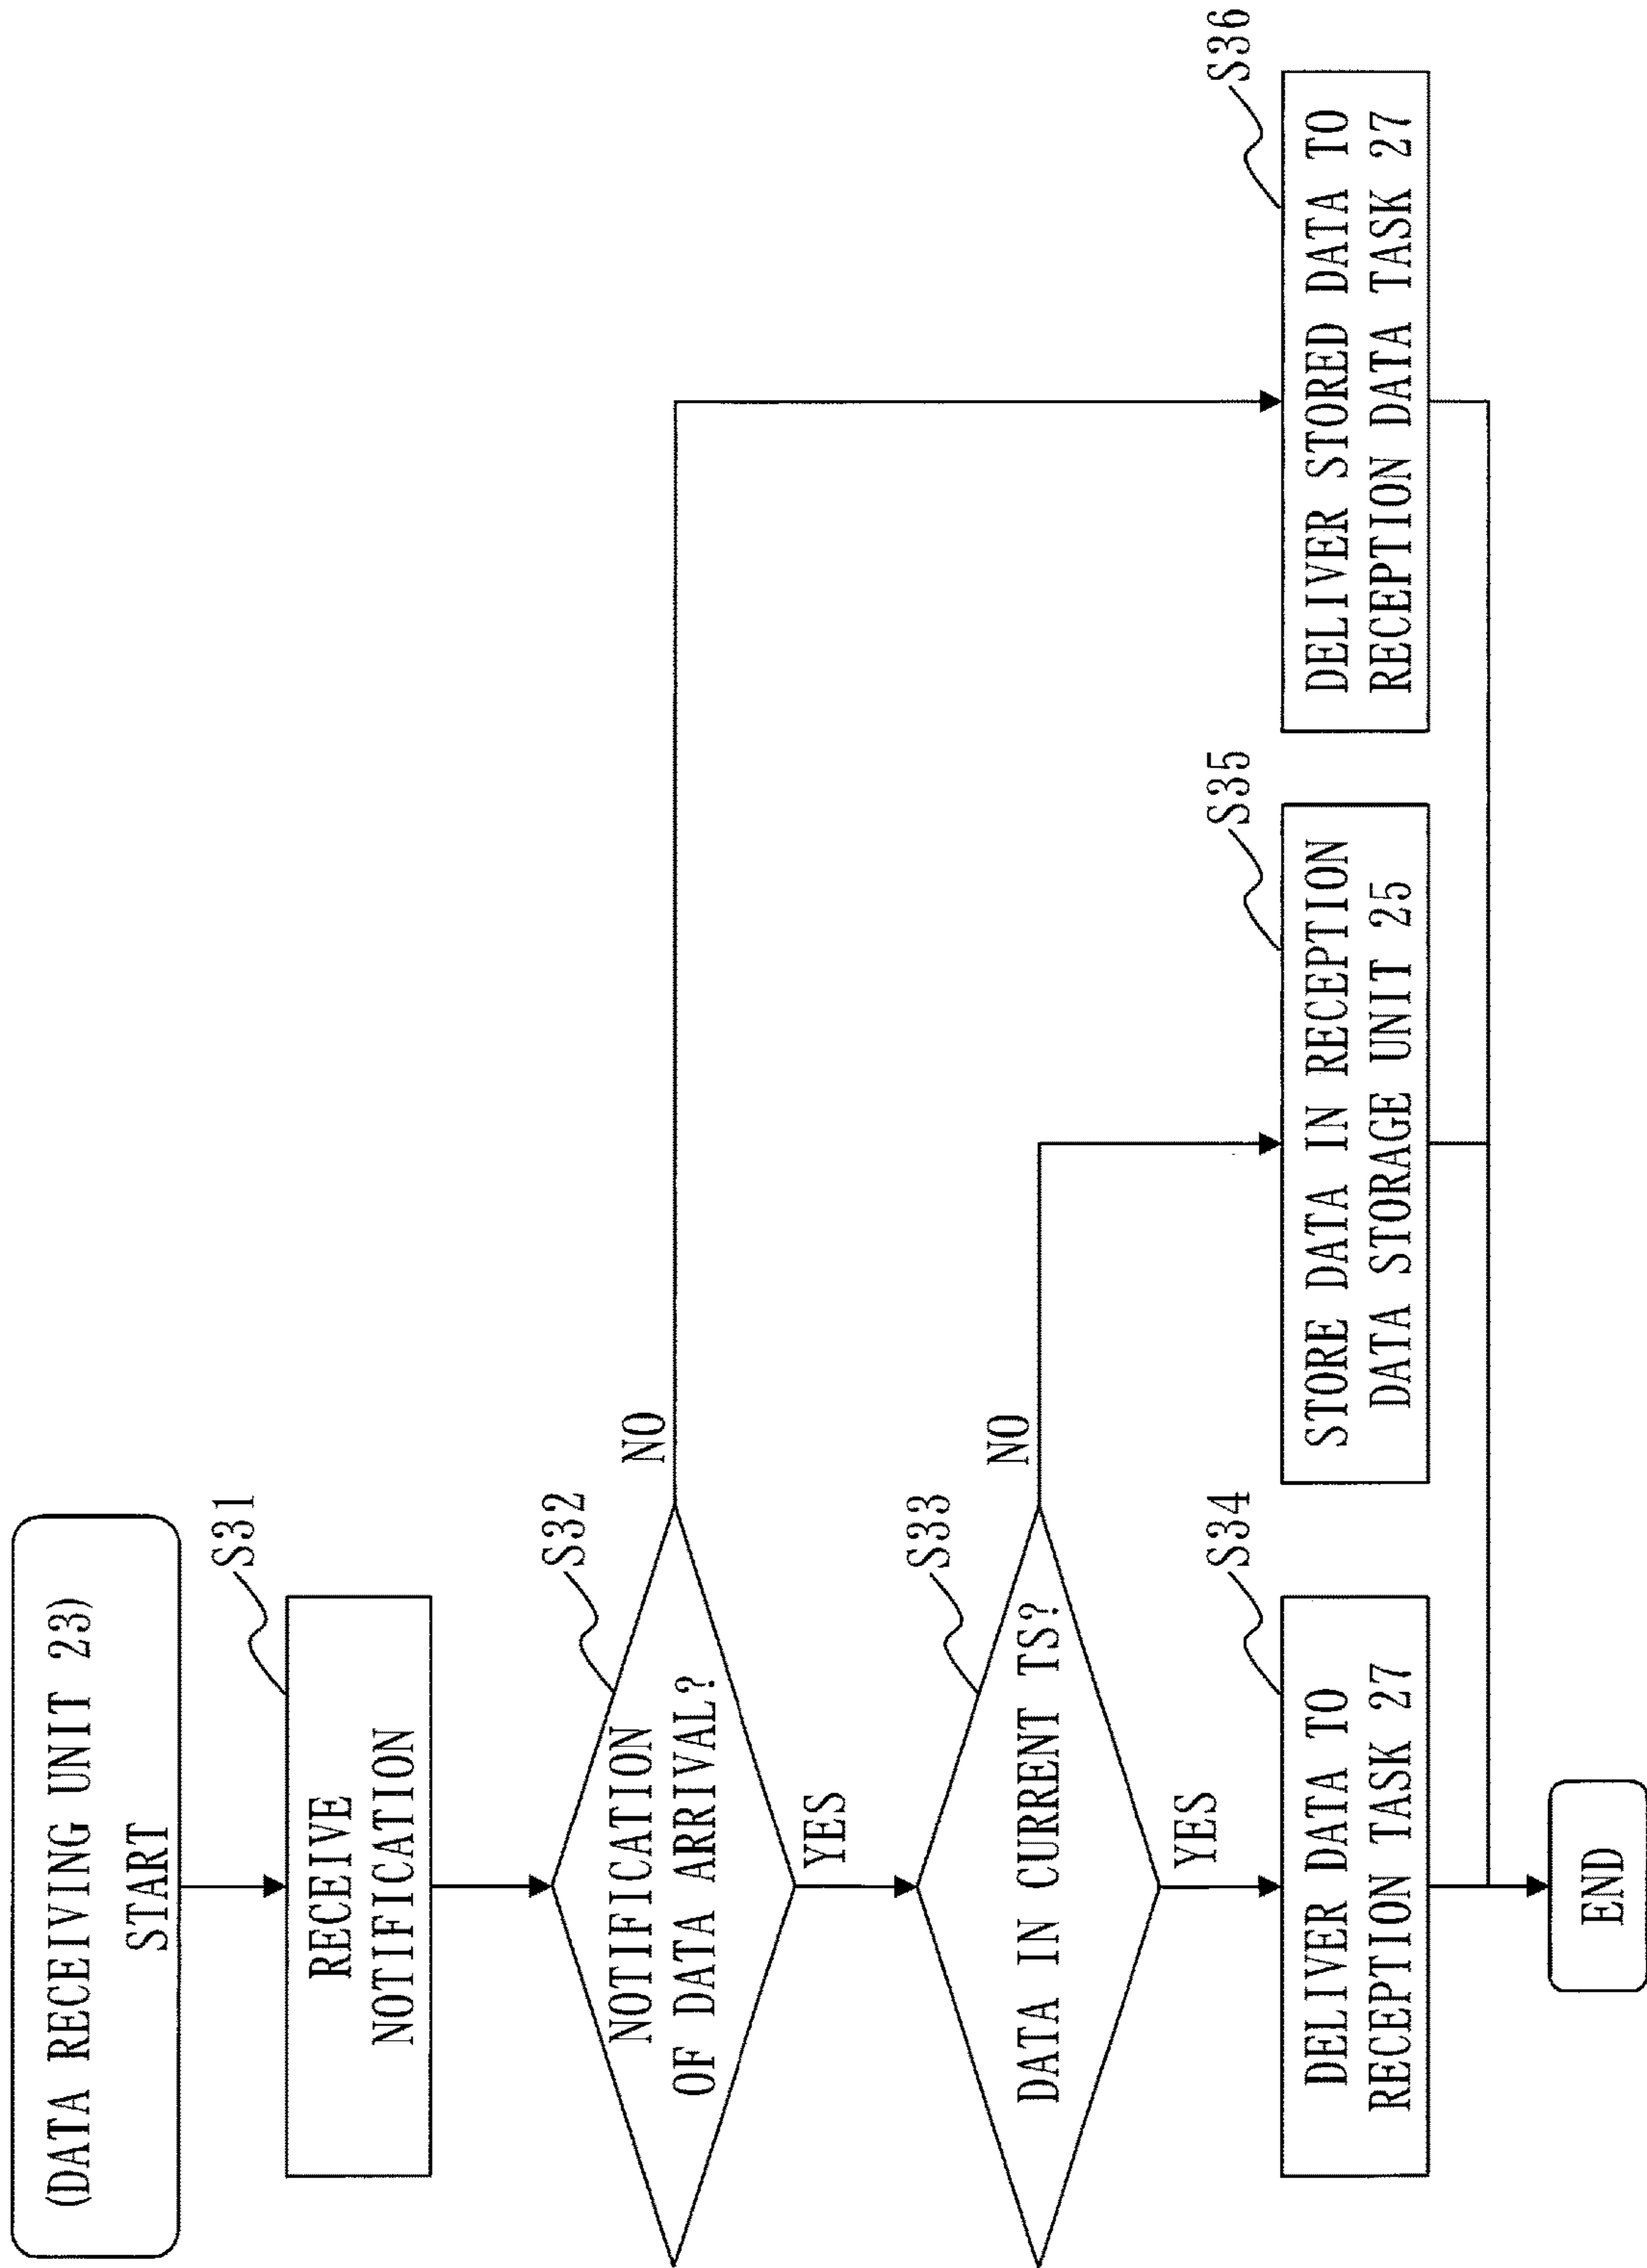 (DATA RECEIVING UNIT 23)
START
S31
RECEIVE
NOTIFICATION
S32
NOTIFICATION
OF DATA ARRIVAL?
NO
YES
S33
DATA IN CURRENT TS?
NO
YES
S34
DELIVER DATA TO
RECEPTION TASK 27
S35
STORE DATA IN RECEPTION
DATA STORAGE UNIT 25
S36
DELIVER STORED DATA TO
RECEPTION DATA TASK 27
END